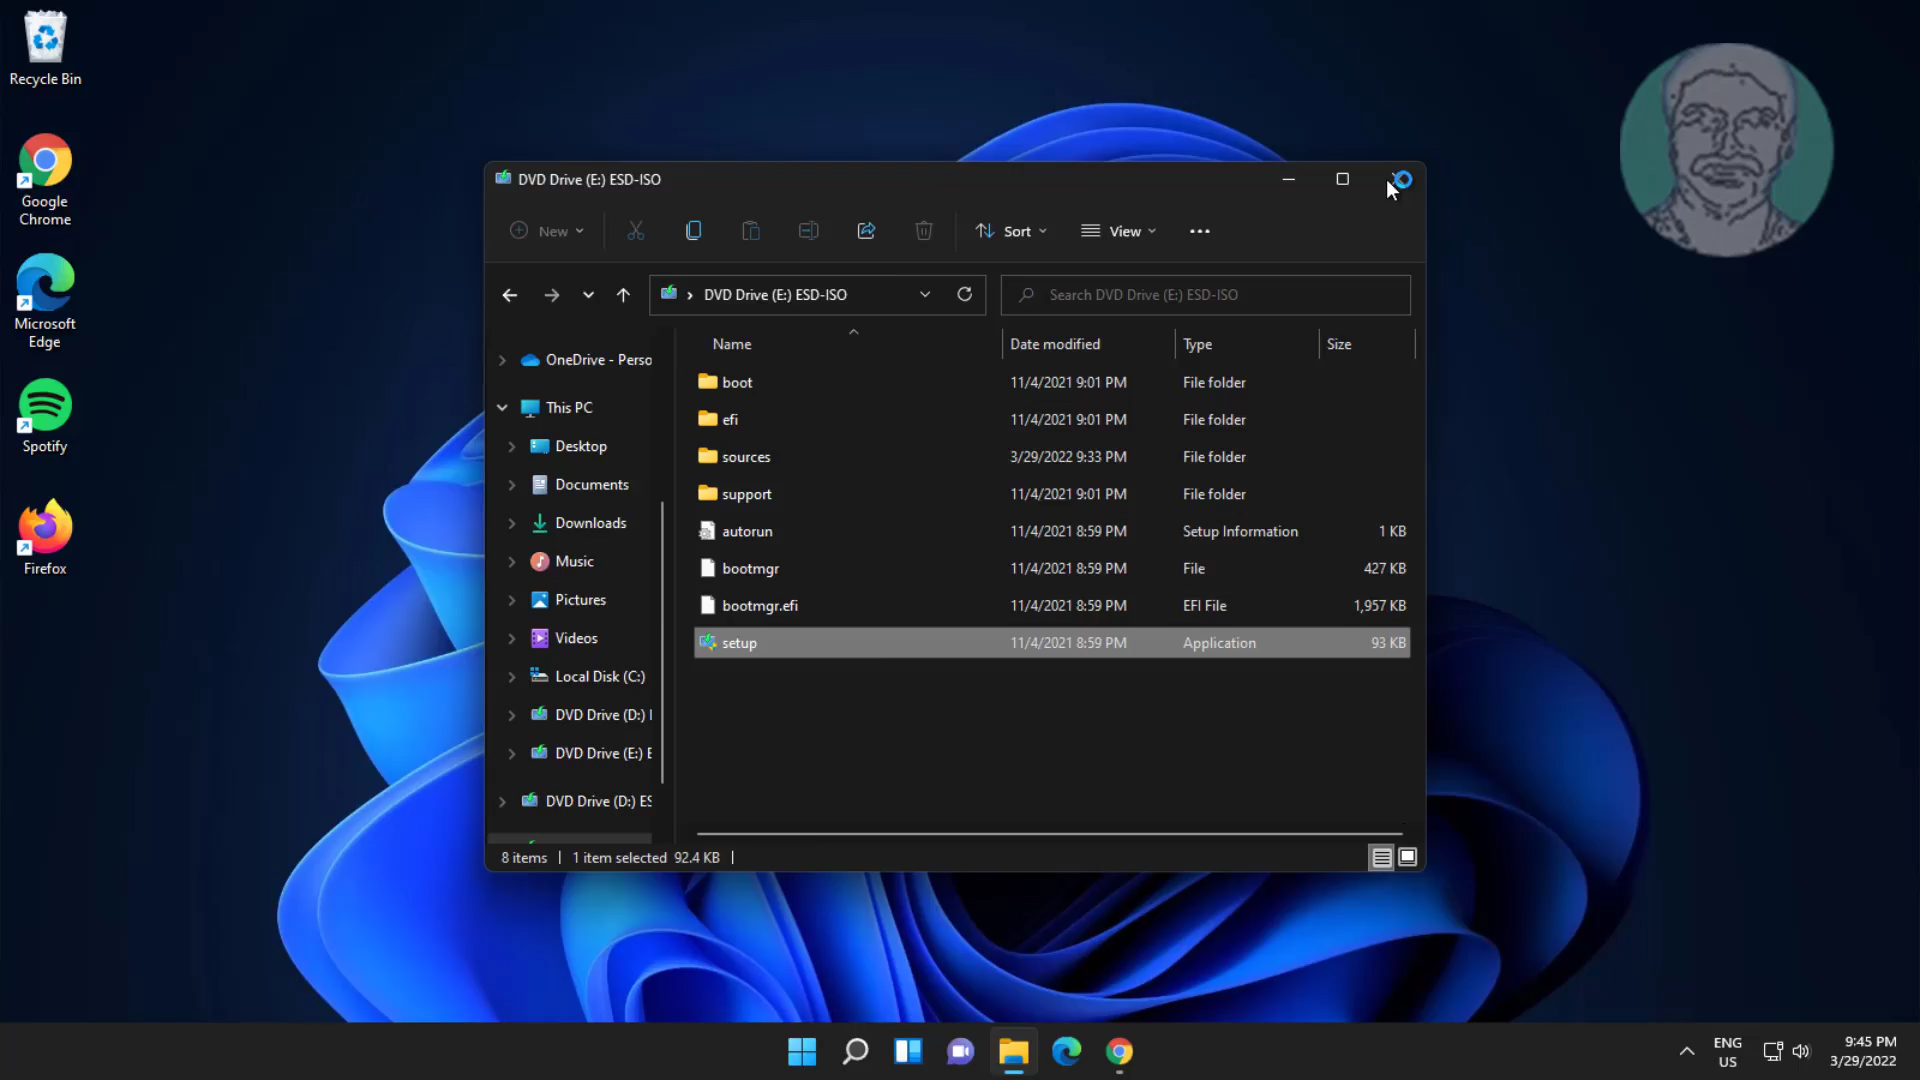 Recycle Bin
Google
Chrome
Microsoft
Edge
Spotify
Firefox
DVD Drive (E:) ESD-ISO
New
Sort
View
DVD Drive (E:) ESD-ISO
Search DVD Drive (E:) ESD-ISO
Name Date modified Type Size
OneDrive - Perso
This PC
Desktop
Documents
Downloads
Music
Pictures
Videos
Local Disk (C:)
DVD Drive (D:)
DVD Drive (E:) E
DVD Drive (D:) ES
boot 11/4/2021 9:01 PM File folder
efi 11/4/2021 9:01 PM File folder
sources 3/29/2022 9:33 PM File folder
support 11/4/2021 9:01 PM File folder
autorun 11/4/2021 8:59 PM Setup Information 1 KB
bootmgr 11/4/2021 8:59 PM File 427 KB
bootmgr.efi 11/4/2021 8:59 PM EFI File 1,957 KB
setup 11/4/2021 8:59 PM Application 93 KB
8 items 1 item selected 92.4 KB
ENG
US
9:45 PM
3/29/2022